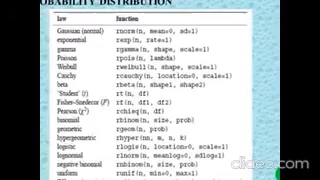 OBABILITY DISTRIBUTION
law function
Gaussian (normal) rnorm(n, mean=0, sd=1)
exponential rexp(n, rate=1)
gamma rgamma(n, shape, scale=1)
Poisson rpois(n, lambda)
Weibull rweibull(n, shape, scale=1)
Cauchy rcauchy(n, location=0, scale=1)
beta rbeta(n, shape1, shape2)
'Student' (t) rt(n, df)
Fisher–Snedecor (F) rf(n, df1, df2)
Pearson (χ²) rchisq(n, df)
binomial rbinom(n, size, prob)
geometric rgeom(n, prob)
hypergeometric rhyper(nn, m, n, k)
logistic rlogis(n, location=0, scale=1)
lognormal rlnorm(n, meanlog=0, sdlog=1)
negative binomial rnbinom(n, size, prob)
uniform runif(n, min=0, max=1)
clideo.com